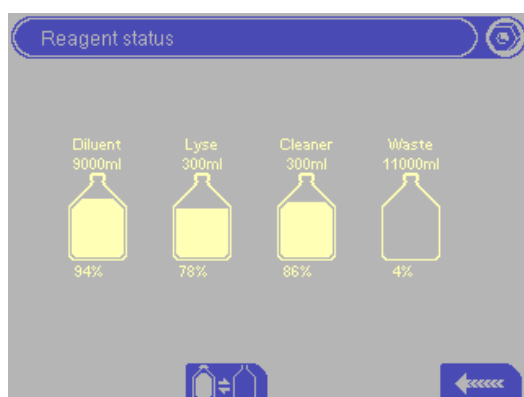 Reagent status
Diluent
9000ml
Lyse
300ml
Cleaner
300ml
Waste
11000ml
94%
78%
86%
4%